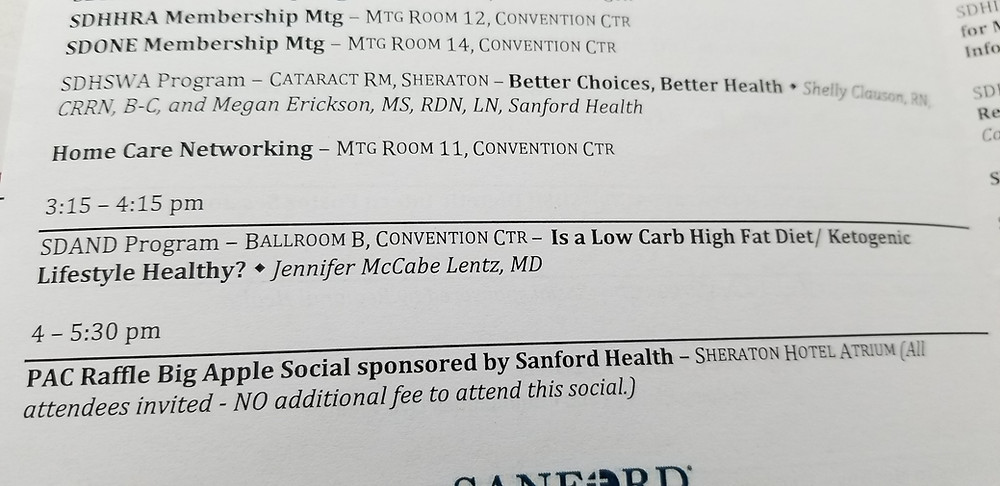 SDHHRA Membership Mtg – MTG ROOM 12, CONVENTION CTR
SDONE Membership Mtg – MTG ROOM 14, CONVENTION CTR
SDHSWA Program – CATARACT RM, SHERATON – Better Choices, Better Health • Shelly Clauson, RN,
CRRN, B-C, and Megan Erickson, MS, RDN, LN, Sanford Health
Home Care Networking – MTG ROOM 11, CONVENTION CTR
3:15 – 4:15 pm
SDAND Program – BALLROOM B, CONVENTION CTR – Is a Low Carb High Fat Diet/ Ketogenic
Lifestyle Healthy? ◆ Jennifer McCabe Lentz, MD
4 – 5:30 pm
PAC Raffle Big Apple Social sponsored by Sanford Health – SHERATON HOTEL ATRIUM (All
attendees invited - NO additional fee to attend this social.)
SANFORD
for